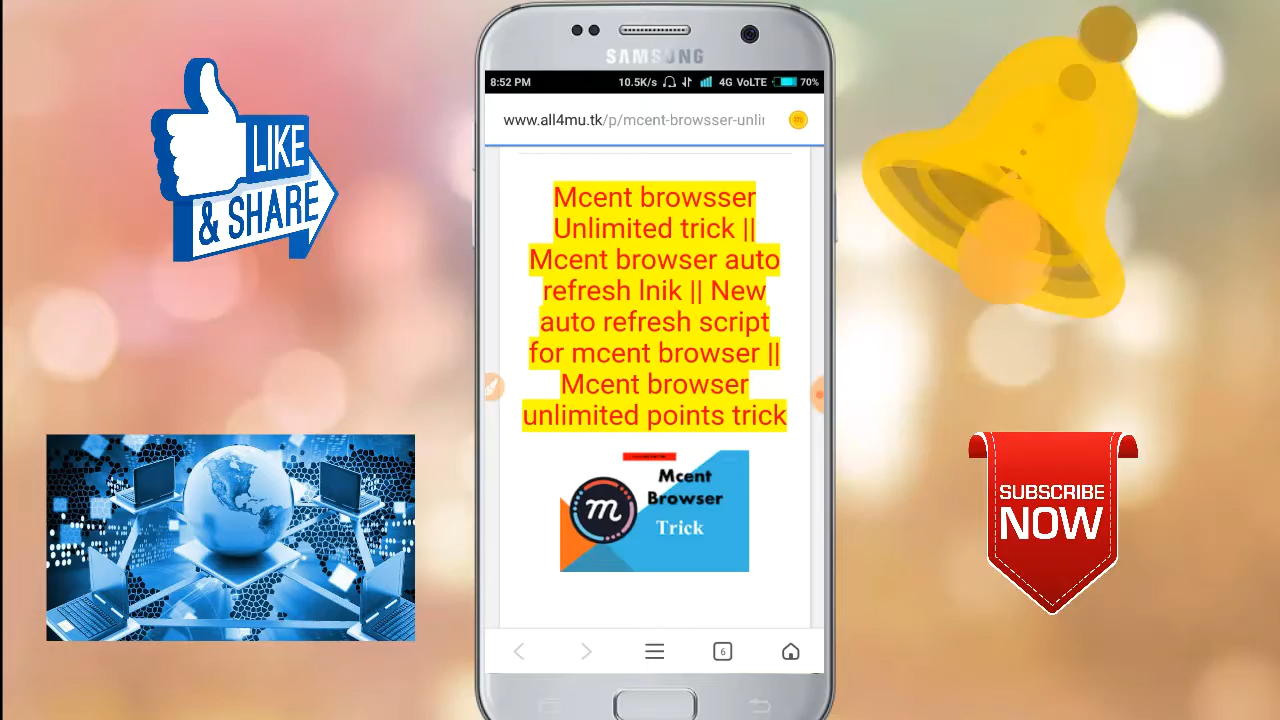 LIKE
& SHARE
SAMSUNG
8:52 PM 10.5K/s 4G VoLTE 70%
www.all4mu.tk/p/mcent-browsser-unli
Mcent browsser
Unlimited trick ||
Mcent browser auto
refresh lnik || New
auto refresh script
for mcent browser ||
Mcent browser
unlimited points trick
m
Mcent
Browser
Trick
6
SUBSCRIBE
NOW